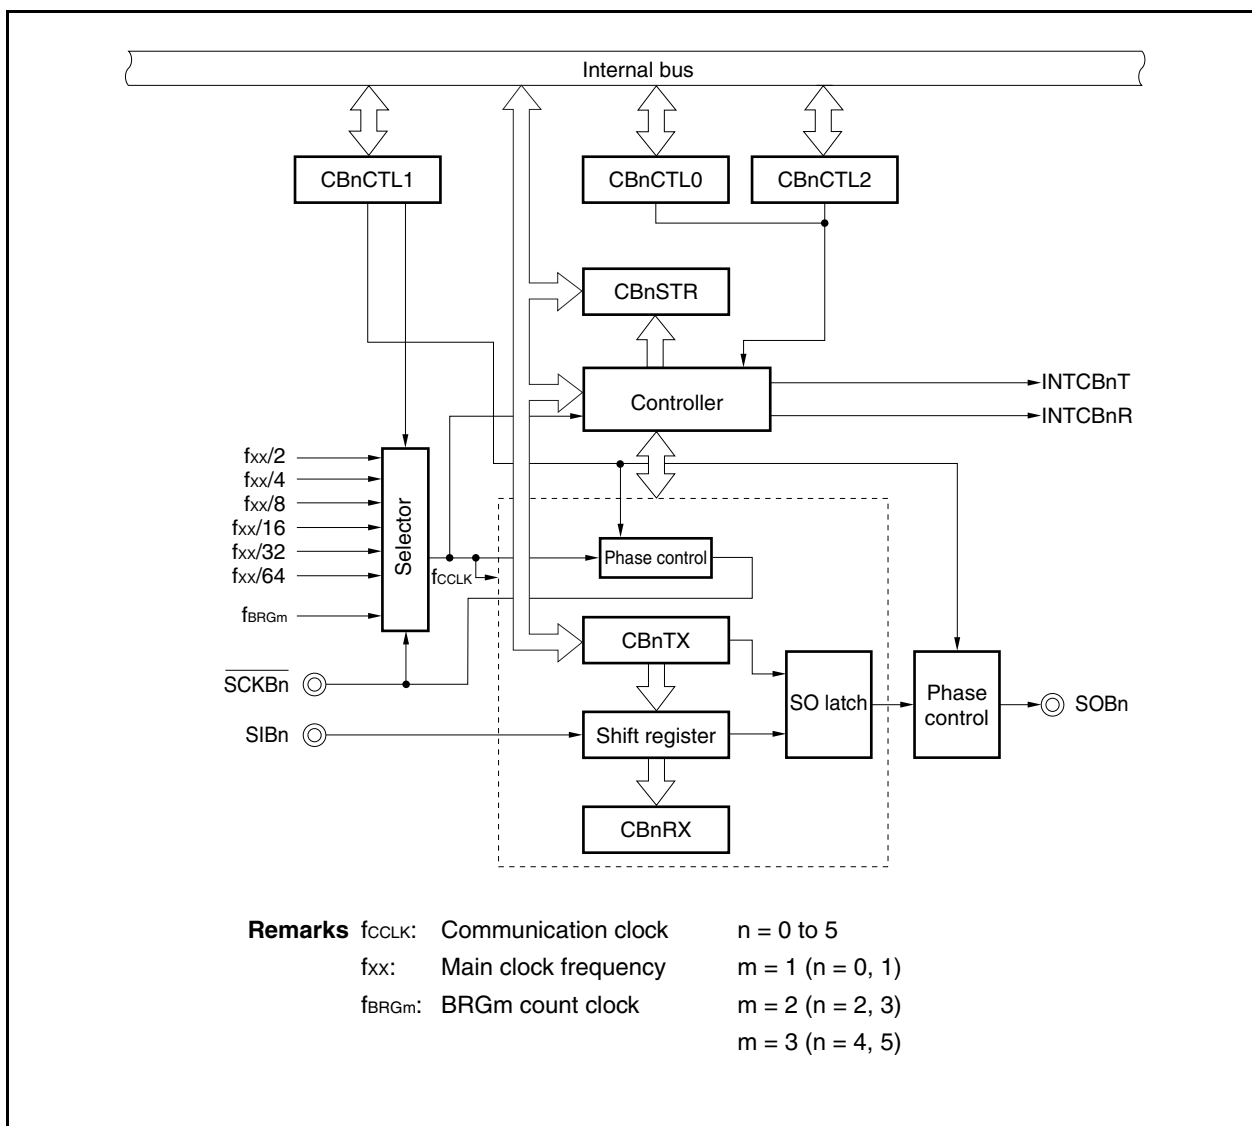 Internal bus
CBnCTL1
CBnCTL0
CBnCTL2
CBnSTR
Controller
INTCBnT
INTCBnR
fXX/2
fXX/4
fXX/8
fXX/16
fXX/32
fXX/64
fBRGm
Selector
fCCLK
Phase control
CBnTX
SCKBn
SIBn
Shift register
SO latch
Phase
control
SOBn
CBnRX
Remarks fCCLK: Communication clock n = 0 to 5
fXX: Main clock frequency m = 1 (n = 0, 1)
fBRGm: BRGm count clock m = 2 (n = 2, 3)
m = 3 (n = 4, 5)